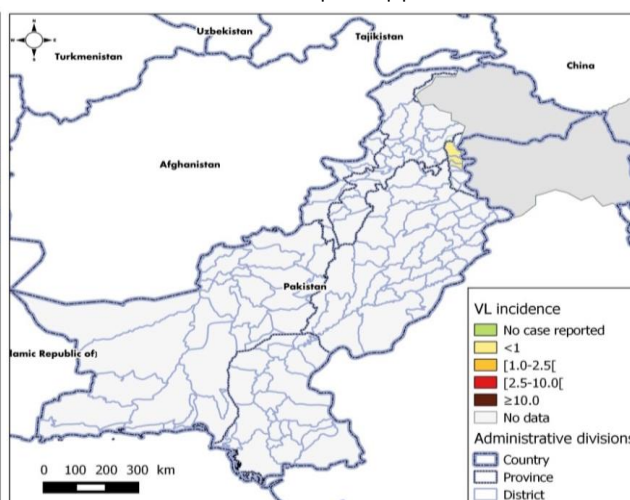 Uzbekistan
Tajikistan
Turkmenistan
China
Afghanistan
Pakistan
lamic Republic of)
VL incidence
No case reported
<1
[1.0-2.5[
[2.5-10.0[
≥10.0
No data
Administrative divisions
Country
Province
District
0 100 200 300 km